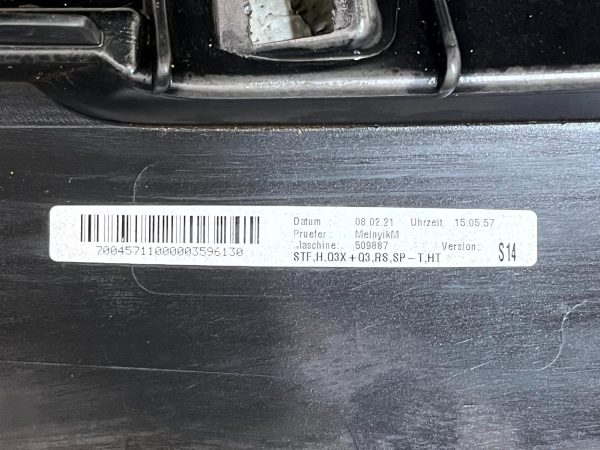 70045711000003596130
Datum : 08.02.21 Uhrzeit : 15:05:57
Pruefer : MelnyikM
Maschine : 509887 Version : S14
STF,H,Q3X+Q3,RS,SP-T,HT